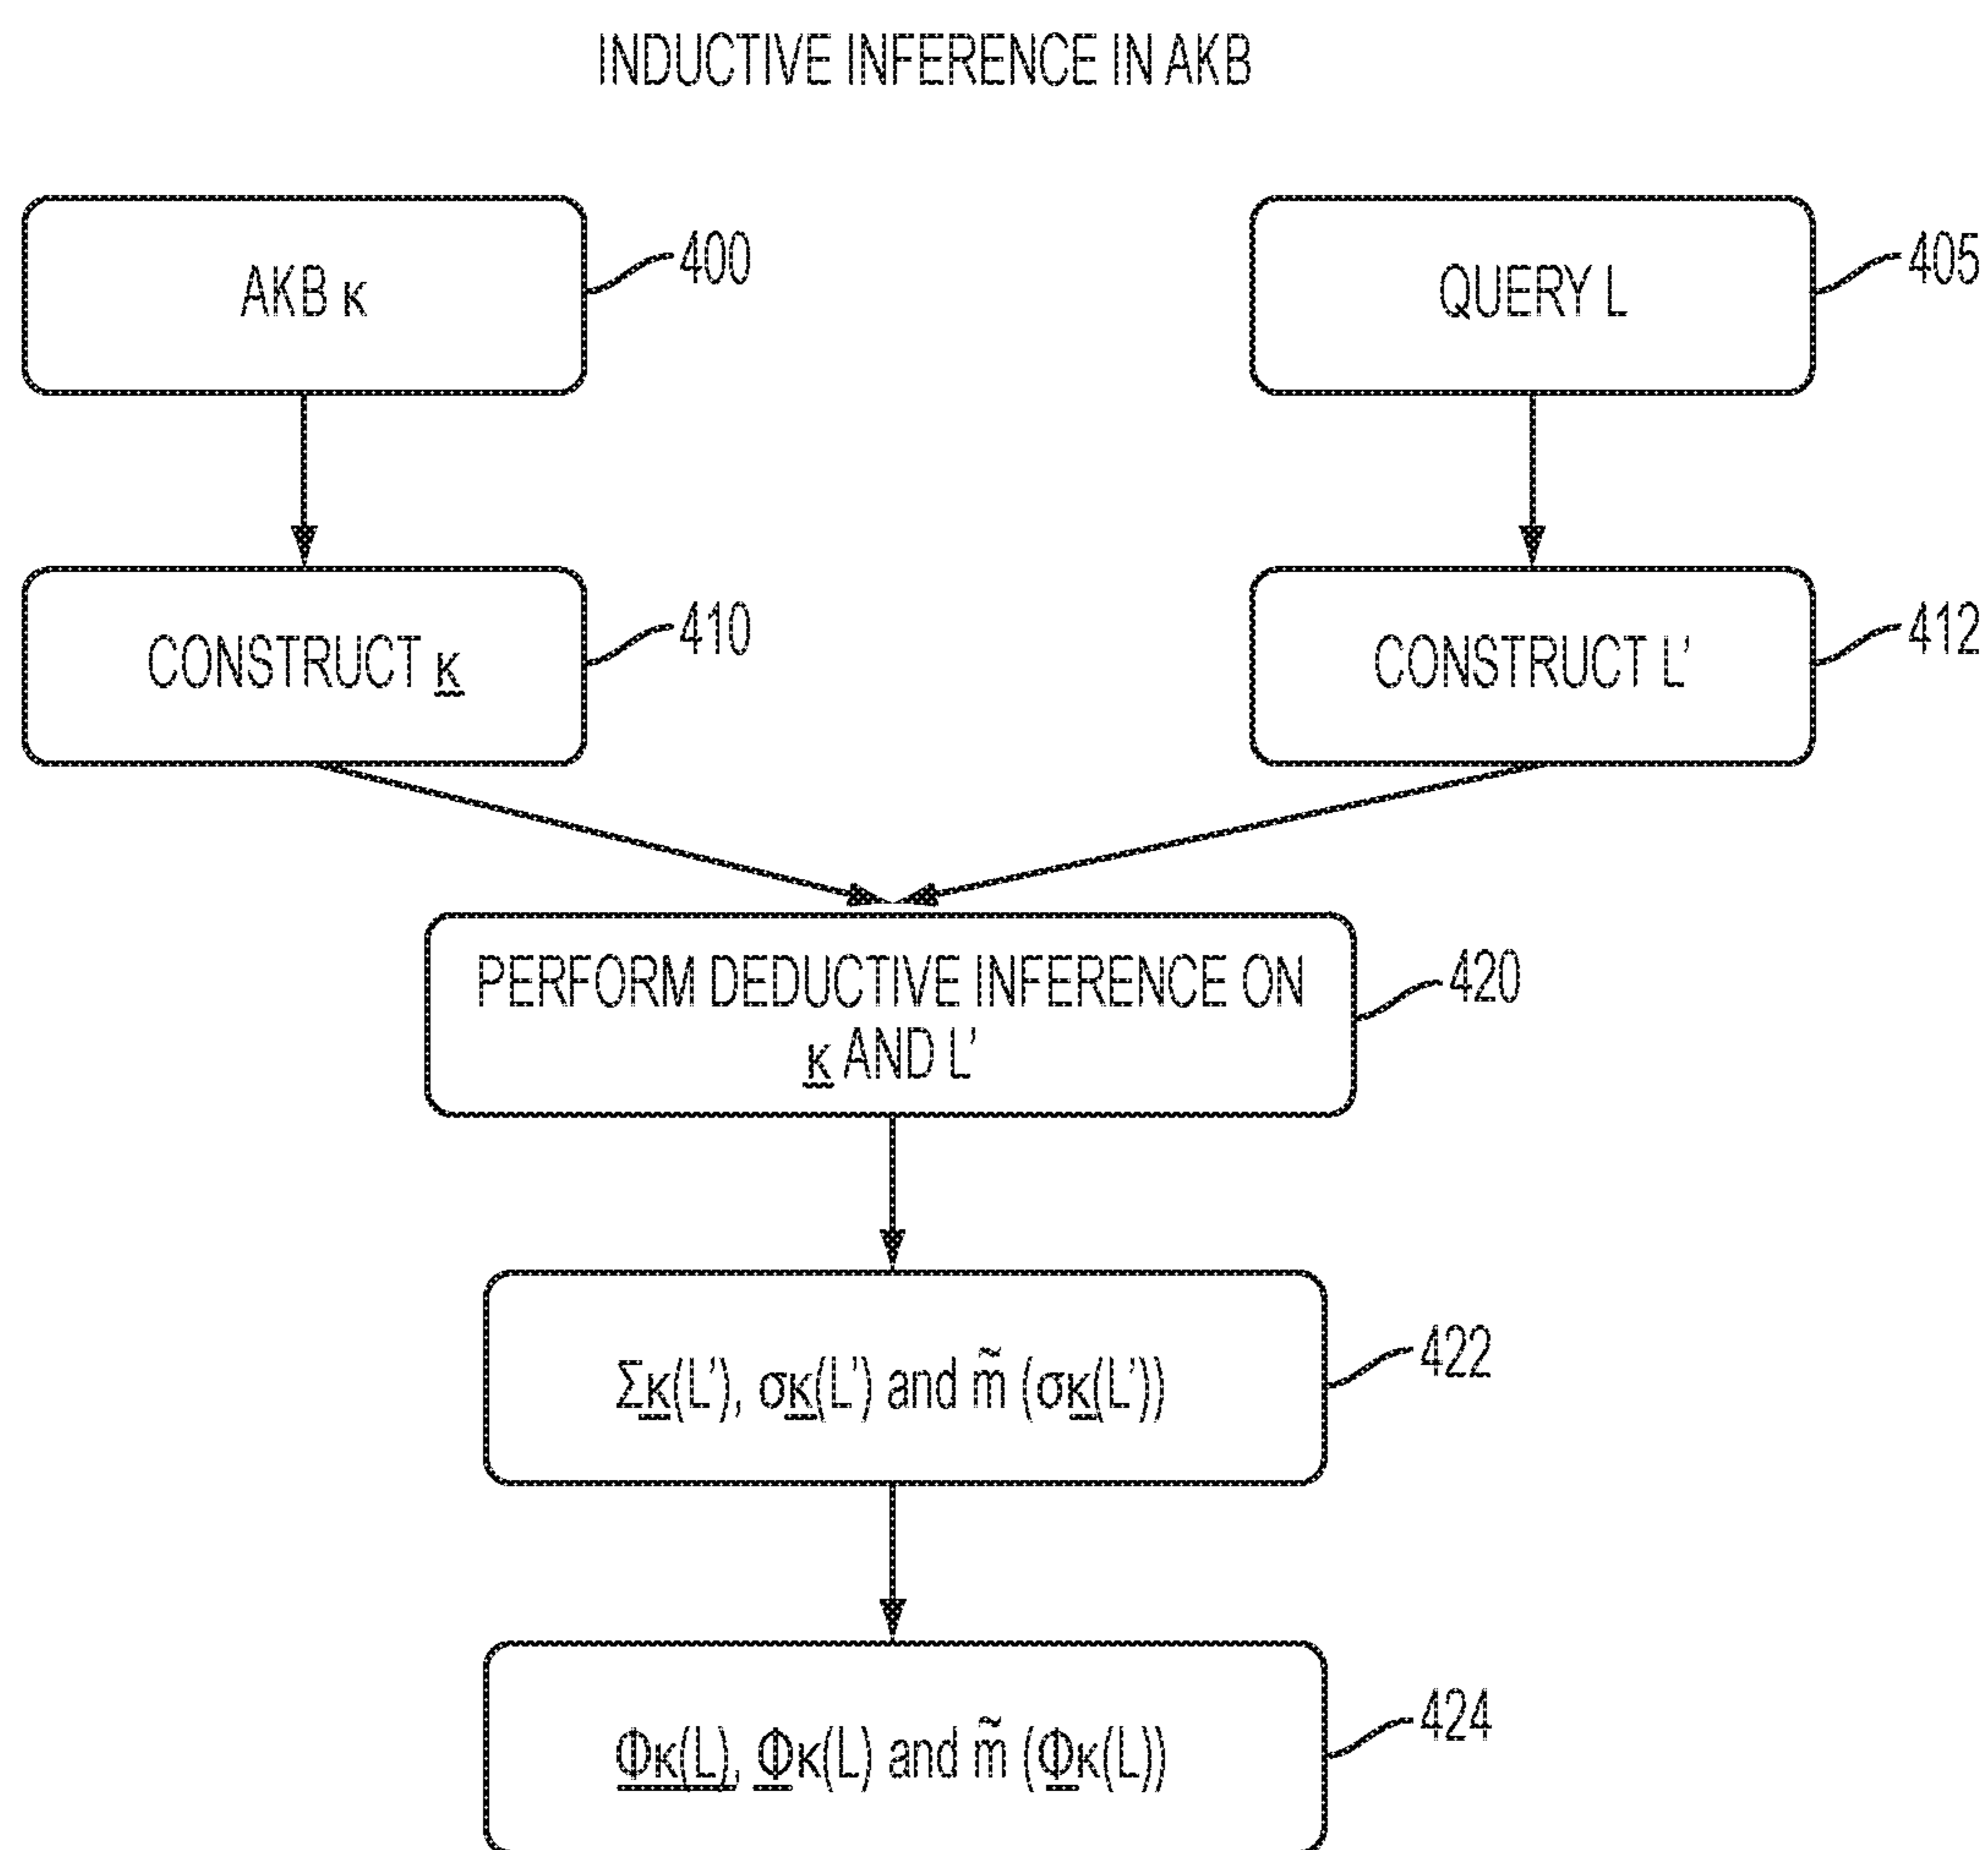 INDUCTIVE INFERENCE IN AKB
AKB κ
400
QUERY L
405
CONSTRUCT κ
410
CONSTRUCT L’
412
PERFORM DEDUCTIVE INFERENCE ON
κ AND L’
420
Σκ(L’), σκ(L’) and m̃ (σκ(L’))
422
Φκ(L), Φκ(L) and m̃ (Φκ(L))
424